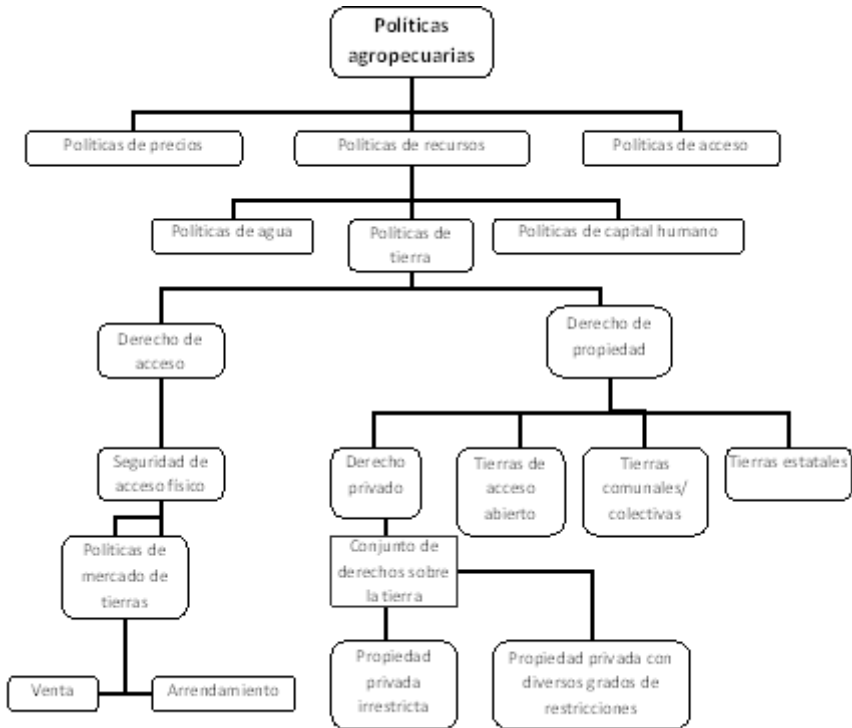 Políticas
agropecuarias
Políticas de precios
Políticas de recursos
Políticas de acceso
Políticas de agua
Políticas de
tierra
Políticas de capital humano
Derecho de
acceso
Derecho de
propiedad
Seguridad de
acceso físico
Derecho
privado
Tierras de
acceso
abierto
Tierras
comunales/
colectivas
Tierras estatales
Políticas de
mercado de
tierras
Conjunto de
derechos sobre
la tierra
Venta
Arrendamiento
Propiedad
privada
irrestricta
Propiedad privada con
diversos grados de
restricciones